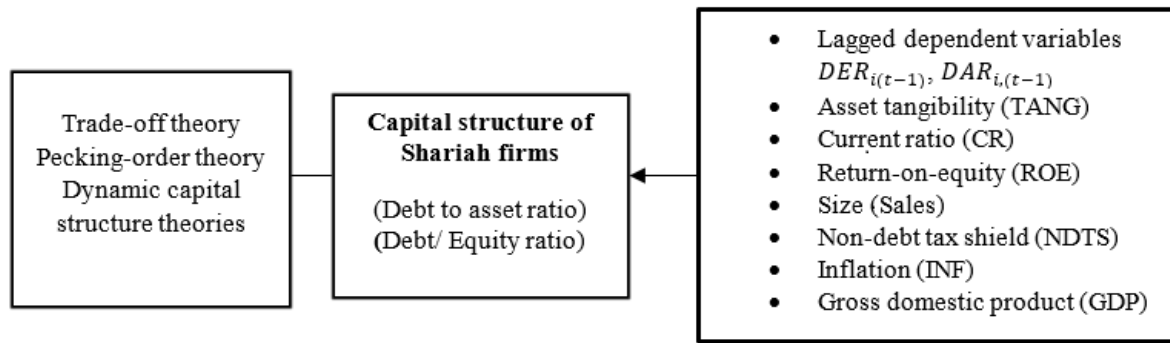 Trade-off theory
Pecking-order theory
Dynamic capital
structure theories
Capital structure of
Shariah firms
(Debt to asset ratio)
(Debt/ Equity ratio)
• Lagged dependent variables
DER_{i(t−1)}, DAR_{i,(t−1)}
• Asset tangibility (TANG)
• Current ratio (CR)
• Return-on-equity (ROE)
• Size (Sales)
• Non-debt tax shield (NDTS)
• Inflation (INF)
• Gross domestic product (GDP)